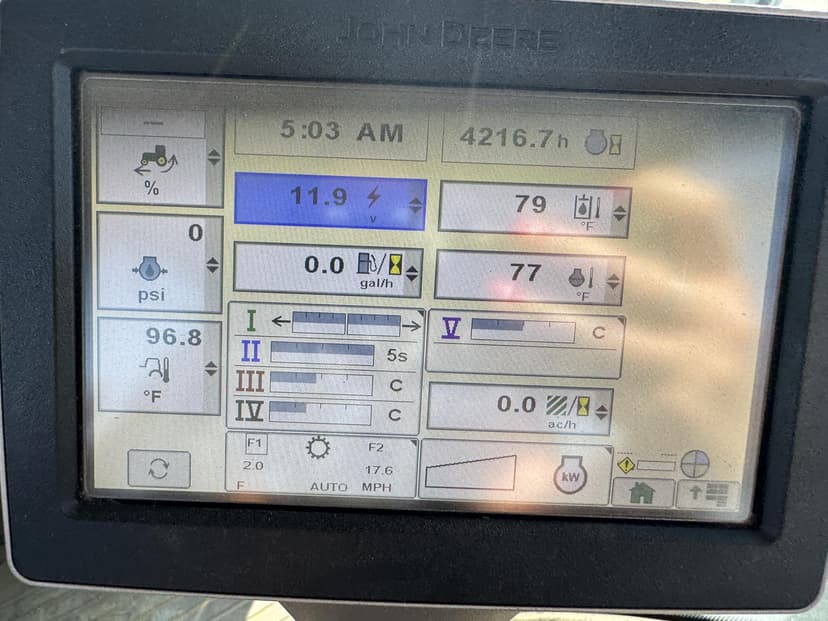 JOHN DEERE
-----
%
5:03 AM
4216.7 h
11.9
V
79
°F
0
psi
0.0
gal/h
77
°F
96.8
°F
I
II
5s
III
C
IV
C
V
C
0.0
ac/h
F1
2.0
F
AUTO
F2
17.6
MPH
kW